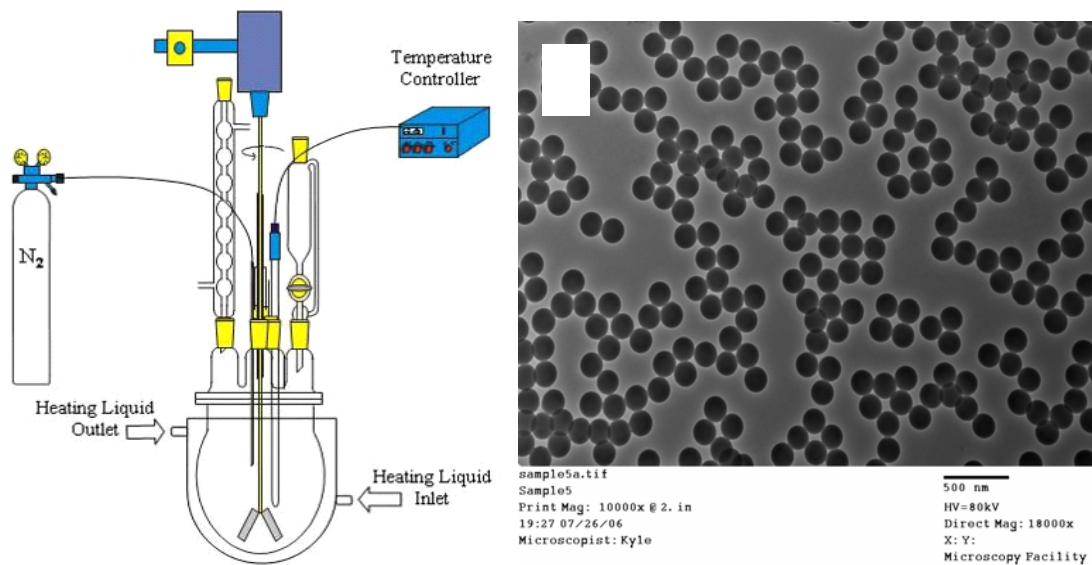 Temperature
Controller
N2
Heating Liquid
Outlet
Heating Liquid
Inlet
sample5a.tif
Sample5
Print Mag: 10000x @ 2. in
19:27 07/26/06
Microscopist: Kyle
500 nm
HV=80kV
Direct Mag: 18000x
X: Y:
Microscopy Facility